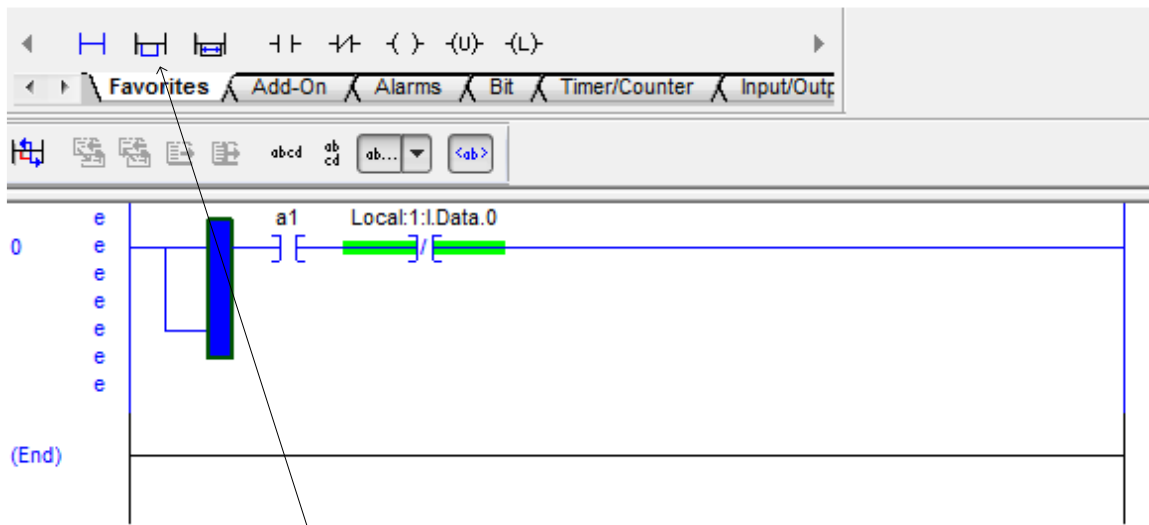 (U) (L)
Favorites Add-On Alarms Bit Timer/Counter Input/Outp
abcd ab cd ab... <ab>
e a1 Local:1:I.Data.0
0 e
e
e
e
e
e
(End)